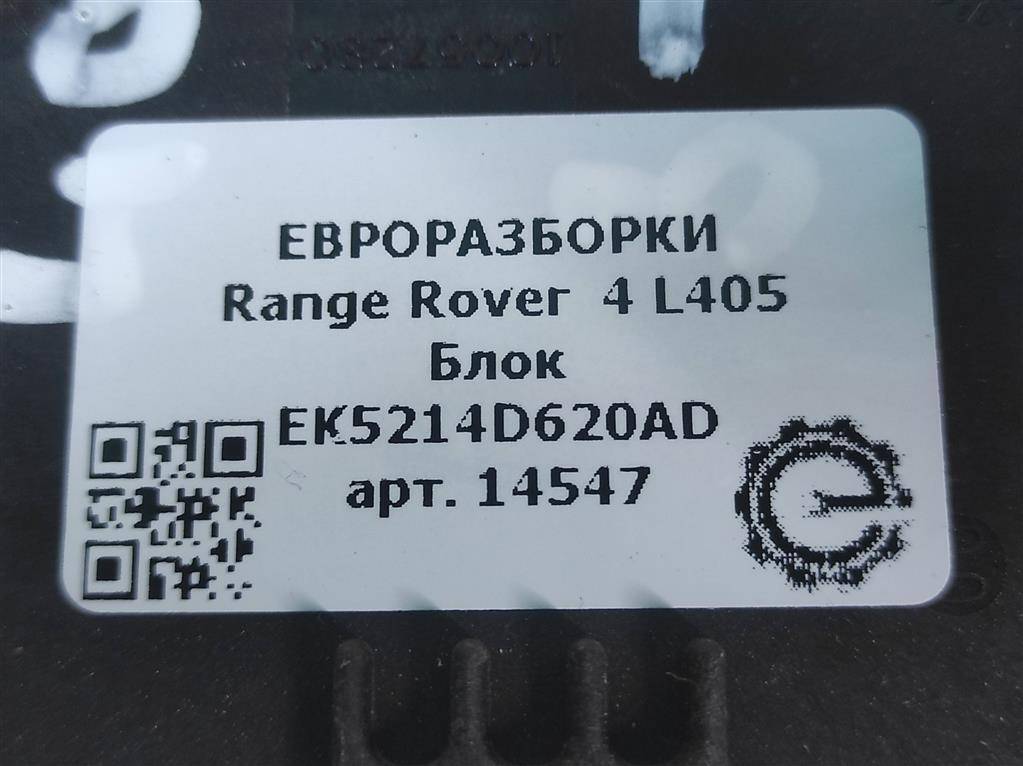 ЕВРОРАЗБОРКИ
Range Rover 4 L405
Блок
EK5214D620AD
арт. 14547